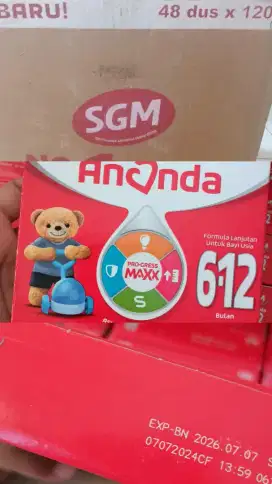 BARU!
48 dus x 120
SGM
Ananda
Formula Lanjutan
Untuk Bayi Usia
PRO-GRESS
MAXX
6-12
Bulan
S
EXP-BN 2026.07.07 S
07072024CF 13:59 06